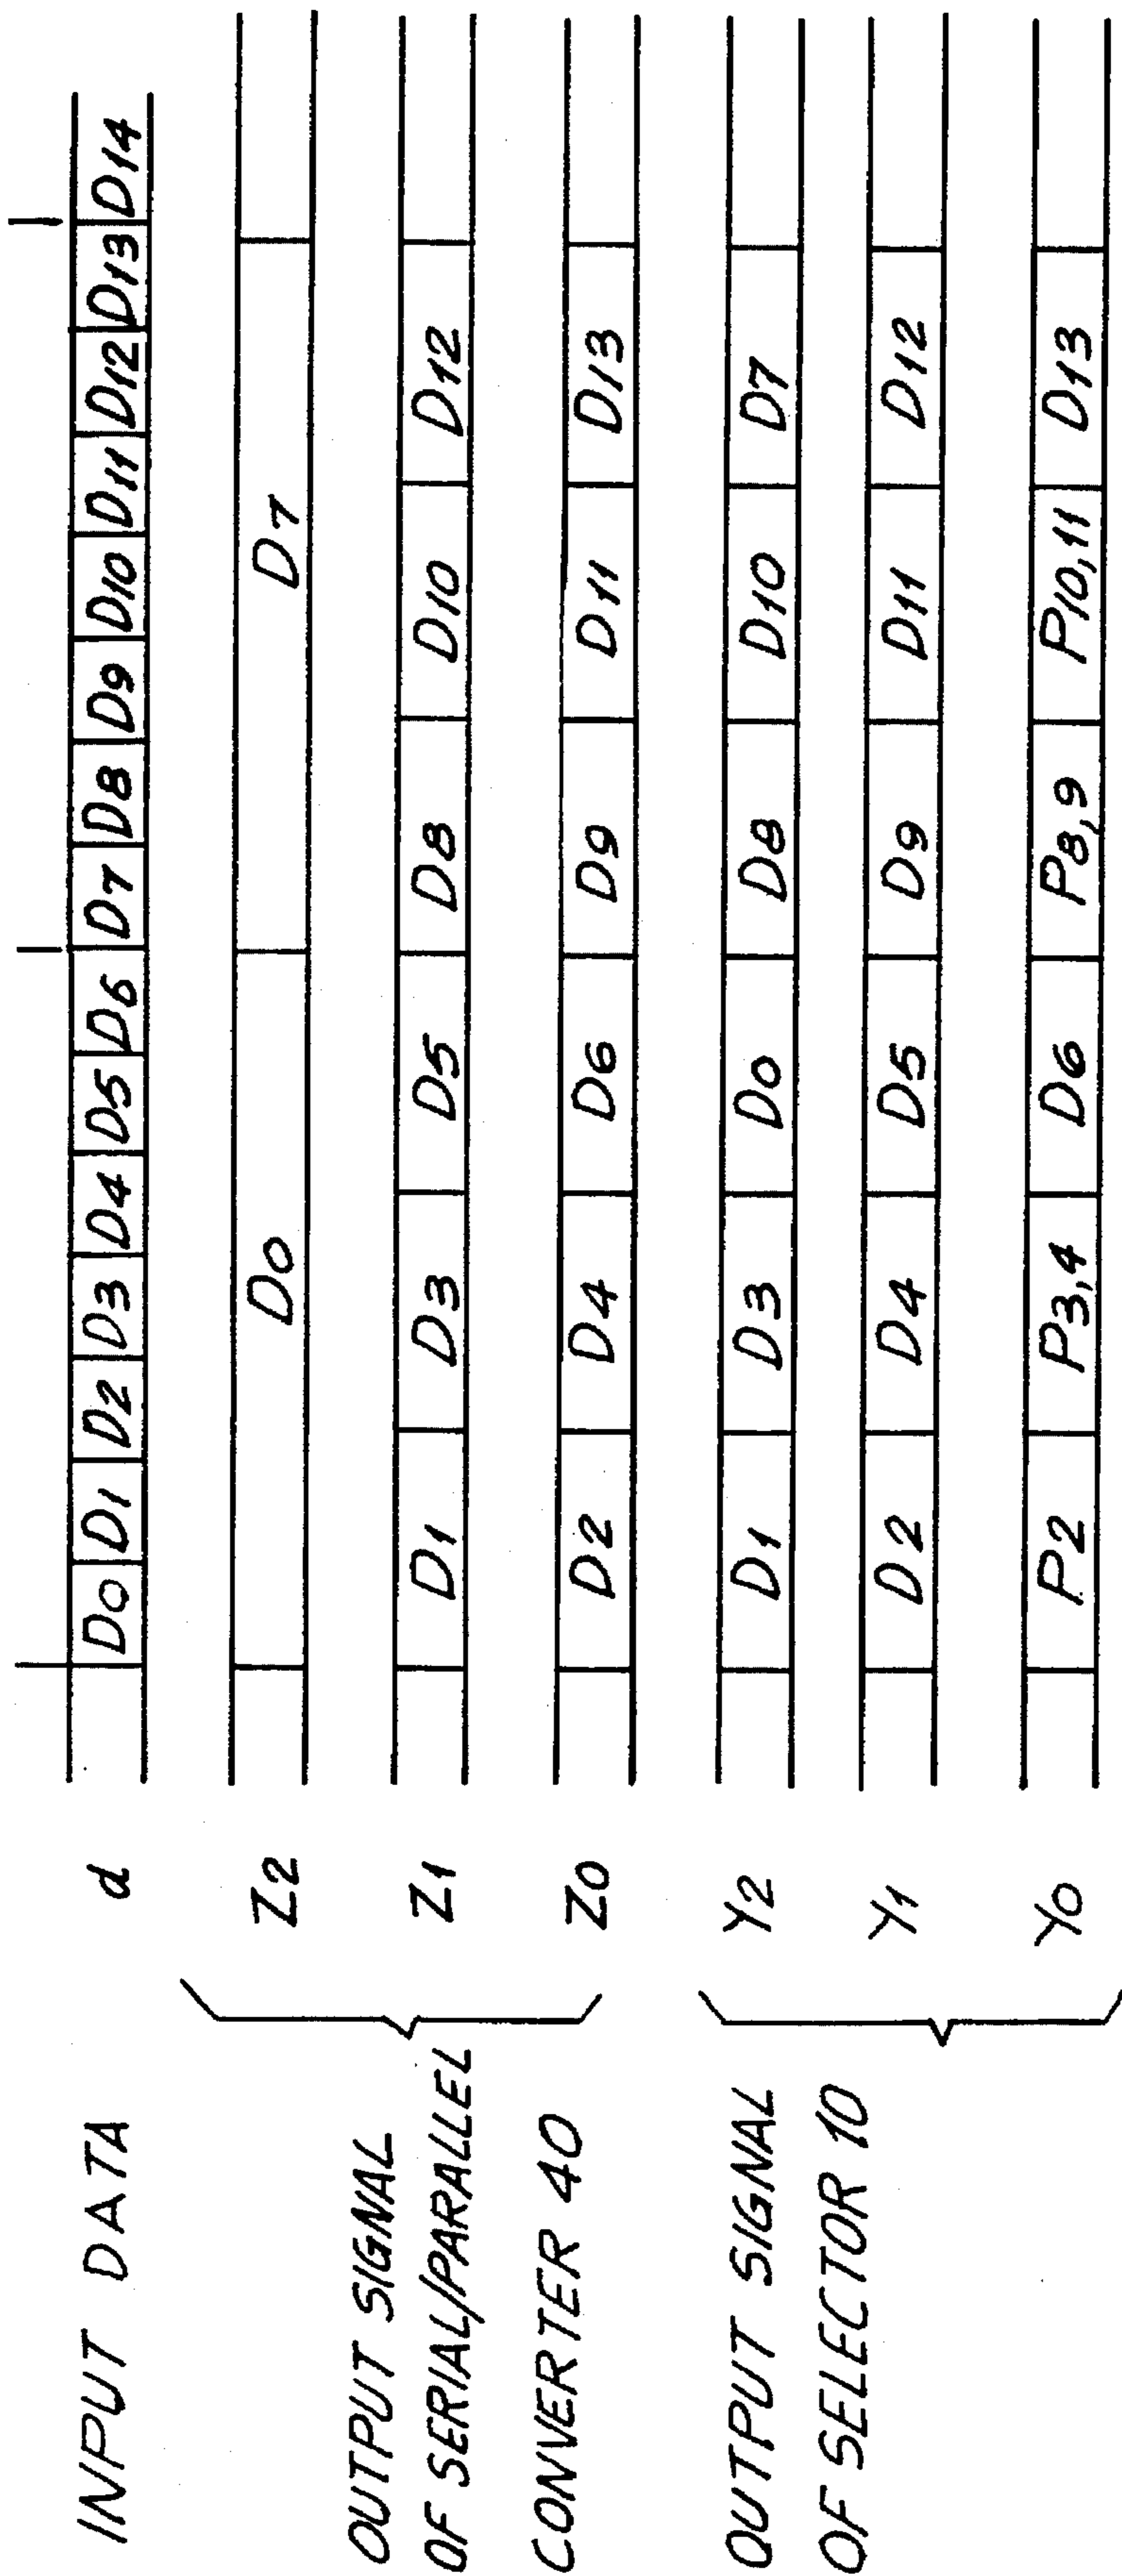 INPUT DATA d D0 D1 D2 D3 D4 D5 D6 D7 D8 D9 D10 D11 D12 D13 D14
Z2 D0 D7
OUTPUT SIGNAL
OF SERIAL/PARALLEL Z1 D1 D3 D5 D8 D10 D12
CONVERTER 40 Z0 D2 D4 D6 D9 D11 D13
OUTPUT SIGNAL Y2 D1 D3 D0 D8 D10 D7
OF SELECTOR 10 Y1 D2 D4 D5 D9 D11 D12
Y0 P2 P3,4 D6 P8,9 P10,11 D13